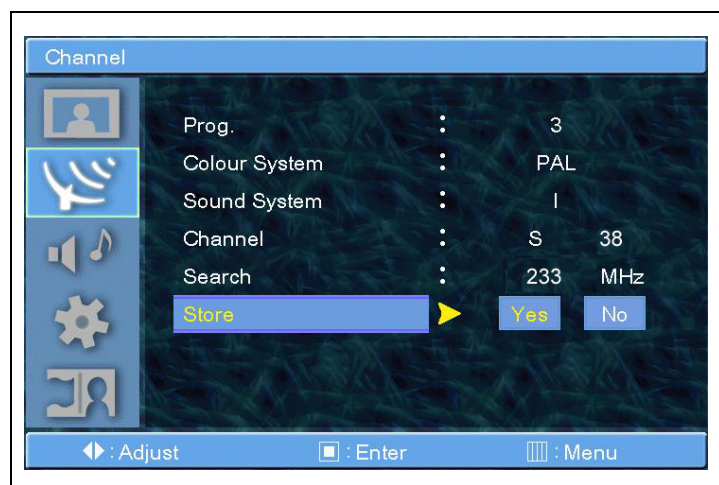 Channel
Prog. : 3
Colour System : PAL
Sound System : I
Channel : S 38
Search : 233 MHz
Store Yes No
: Adjust : Enter : Menu